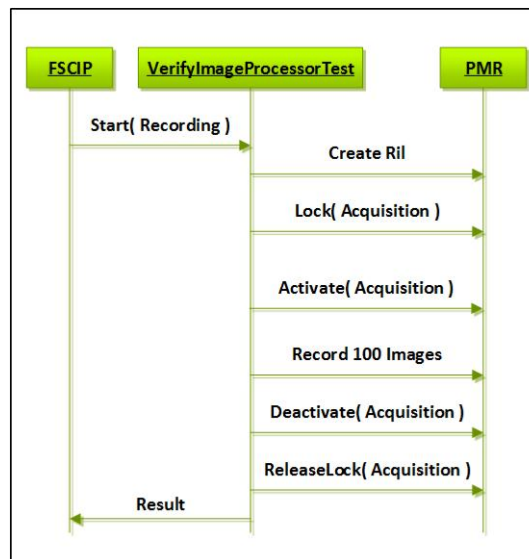 FSCIP
VerifyImageProcessorTest
PMR
Start( Recording )
Create Ril
Lock( Acquisition )
Activate( Acquisition )
Record 100 Images
Deactivate( Acquisition )
ReleaseLock( Acquisition )
Result